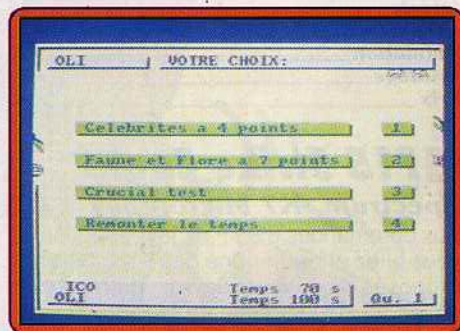 OLI VOTRE CHOIX:
Celebrites a 4 points 1
Faune et Flore a 7 points 2
Crucial test 3
Remonter le temps 4
ICO Temps 78 s
OLI Temps 100 s Qu. 1